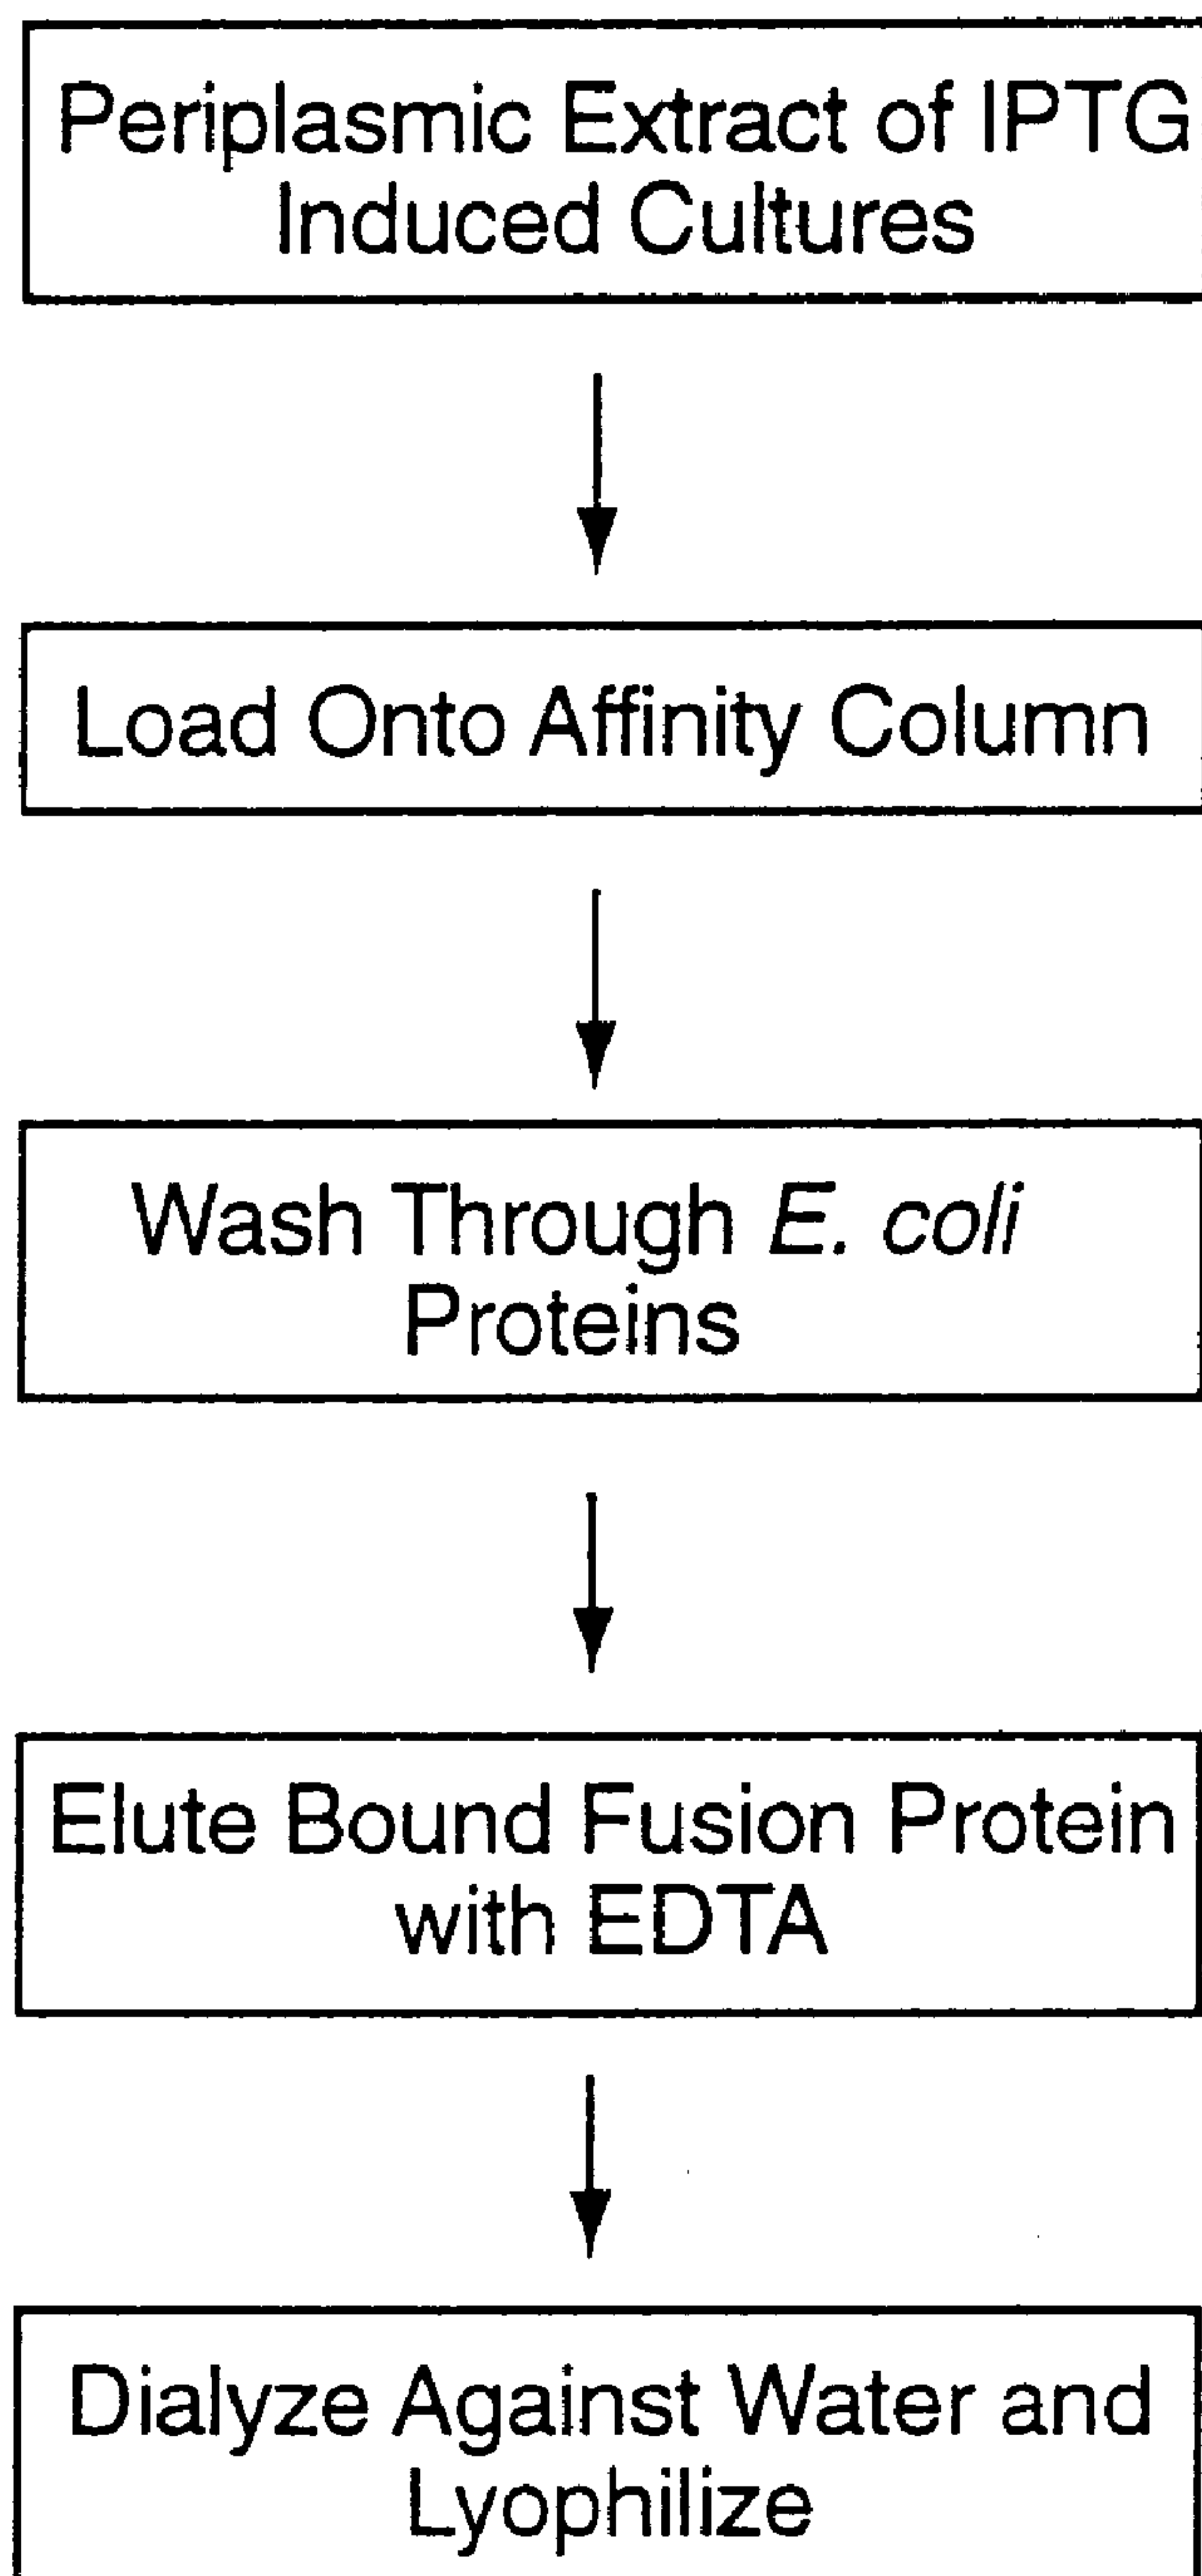 Periplasmic Extract of IPTG
Induced Cultures
Load Onto Affinity Column
Wash Through E. coli
Proteins
Elute Bound Fusion Protein
with EDTA
Dialyze Against Water and
Lyophilize